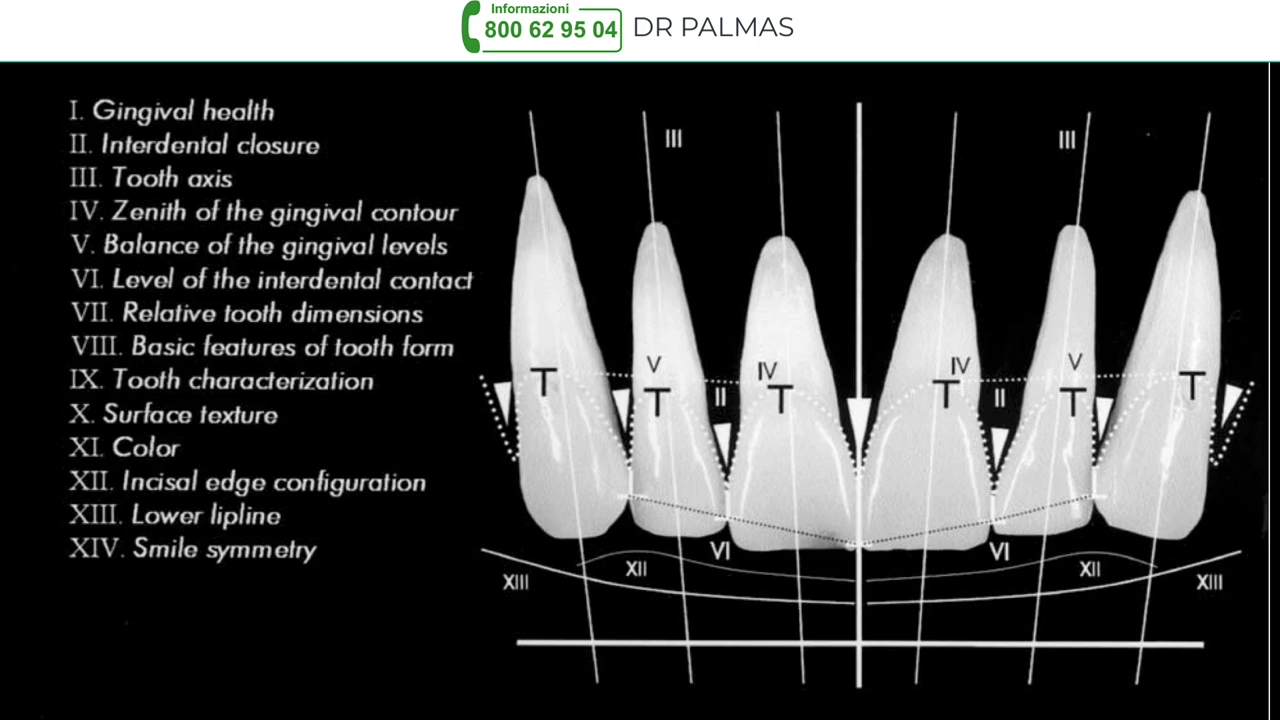 Informazioni
800 62 95 04
DR PALMAS
I. Gingival health
II. Interdental closure
III. Tooth axis
IV. Zenith of the gingival contour
V. Balance of the gingival levels
VI. Level of the interdental contact
VII. Relative tooth dimensions
VIII. Basic features of tooth form
IX. Tooth characterization
X. Surface texture
XI. Color
XII. Incisal edge configuration
XIII. Lower lipline
XIV. Smile symmetry
III III
V IV IV V
T T T T T T
II II
VI VI
XIII XII XII XIII